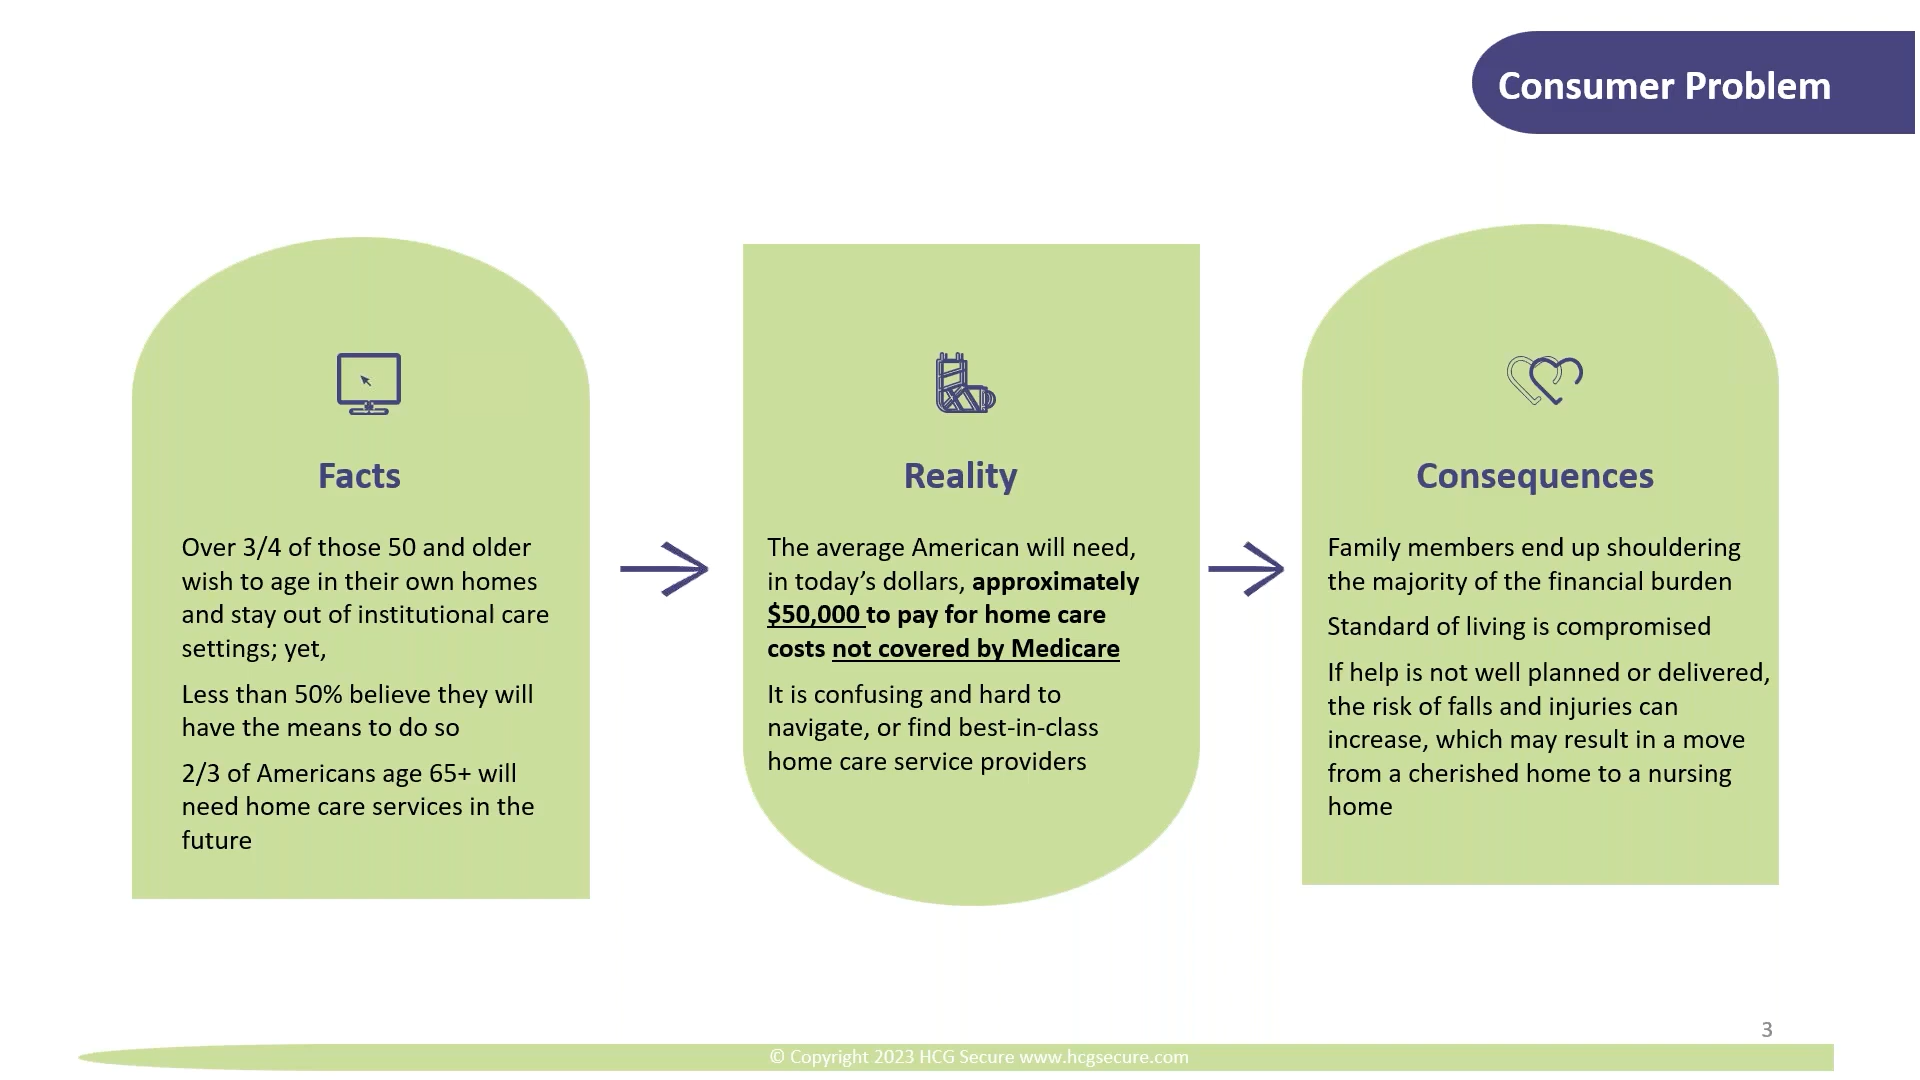 Consumer Problem
Facts
Over 3/4 of those 50 and older
wish to age in their own homes
and stay out of institutional care
settings; yet,
Less than 50% believe they will
have the means to do so
2/3 of Americans age 65+ will
need home care services in the
future
Reality
The average American will need,
in today’s dollars, approximately
$50,000 to pay for home care
costs not covered by Medicare
It is confusing and hard to
navigate, or find best-in-class
home care service providers
Consequences
Family members end up shouldering
the majority of the financial burden
Standard of living is compromised
If help is not well planned or delivered,
the risk of falls and injuries can
increase, which may result in a move
from a cherished home to a nursing
home
3
© Copyright 2023 HCG Secure www.hcgsecure.com